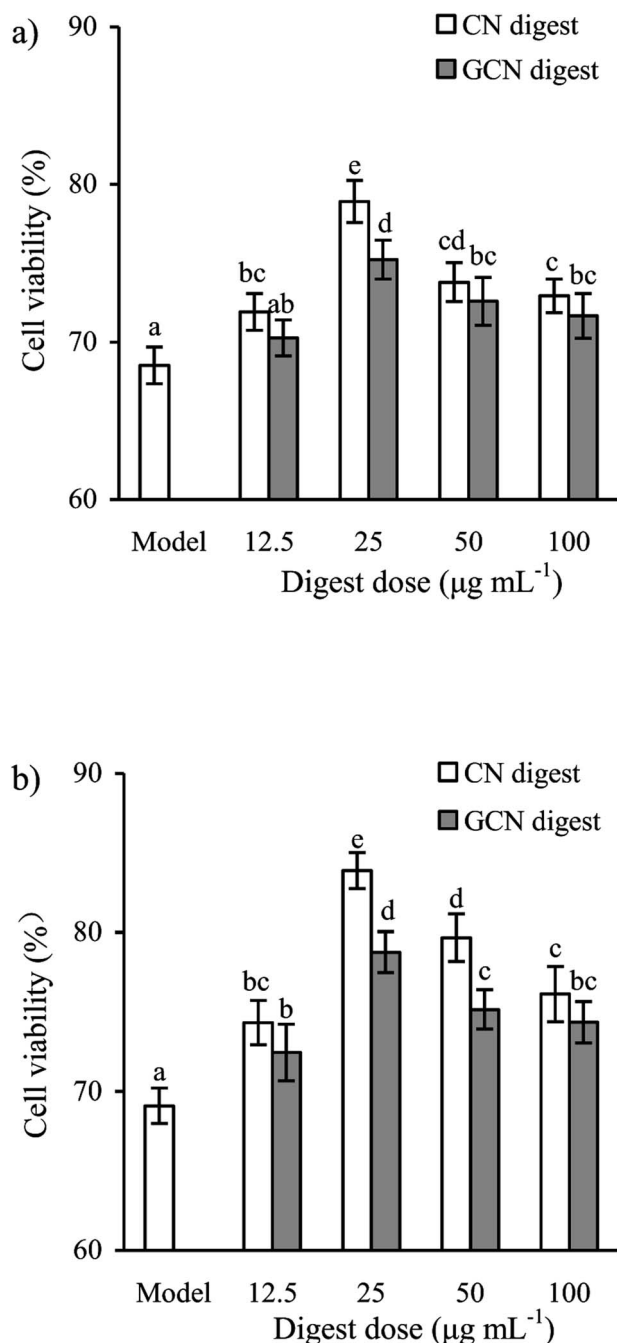 a)
90
80
70
60
Cell viability (%)
CN digest
GCN digest
a
bc
ab
e
d
cd
bc
c
bc
Model 12.5 25 50 100
Digest dose (μg mL⁻¹)
b)
90
80
70
60
Cell viability (%)
CN digest
GCN digest
a
bc
b
e
d
d
c
c
bc
Model 12.5 25 50 100
Digest dose (μg mL⁻¹)